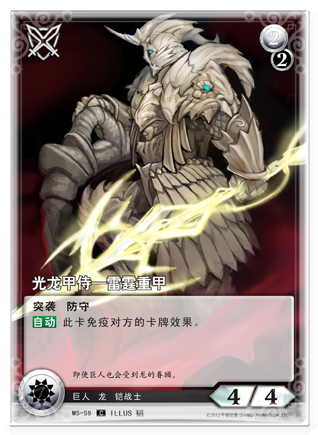 2
2
光龙甲侍—雷霆重甲
突袭 防守
自动 此卡免疫对方的卡牌效果。
即使巨人也会受到龙的眷顾。
巨人 龙 铠战士
4 / 4
M5-59 C ILLUS 韬